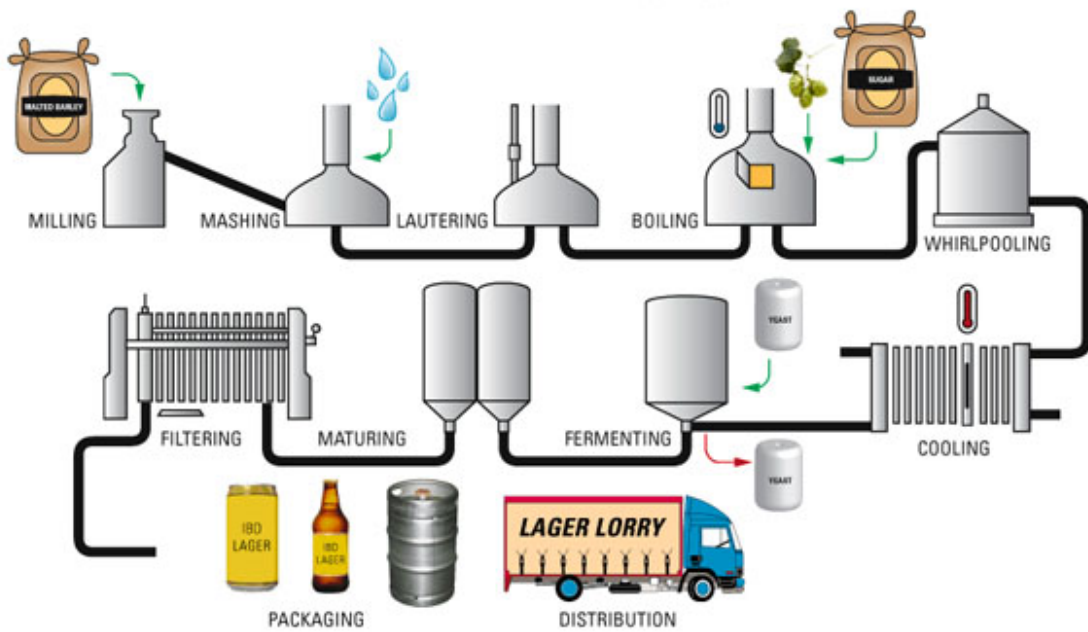 MALTED BARLEY
SUGAR
MILLING
MASHING
LAUTERING
BOILING
WHIRLPOOLING
YEAST
FILTERING
MATURING
FERMENTING
COOLING
YEAST
IBD
LAGER
IBD
LAGER
LAGER LORRY
PACKAGING
DISTRIBUTION